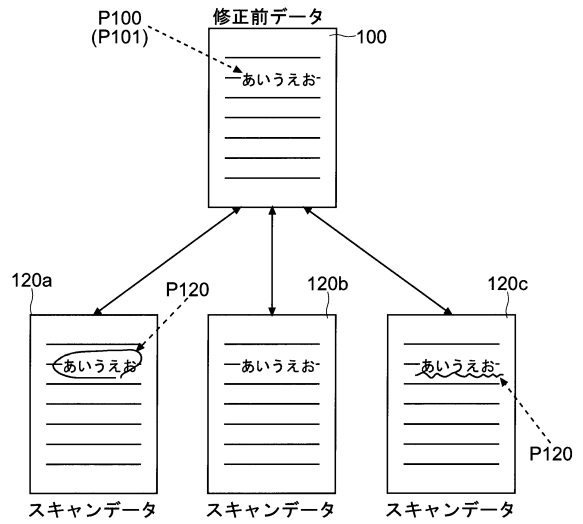 修正前データ
P100
(P101)
100
あいうえお
120a
P120
120b
120c
あいうえお
あいうえお
あいうえお
P120
スキャンデータ
スキャンデータ
スキャンデータ